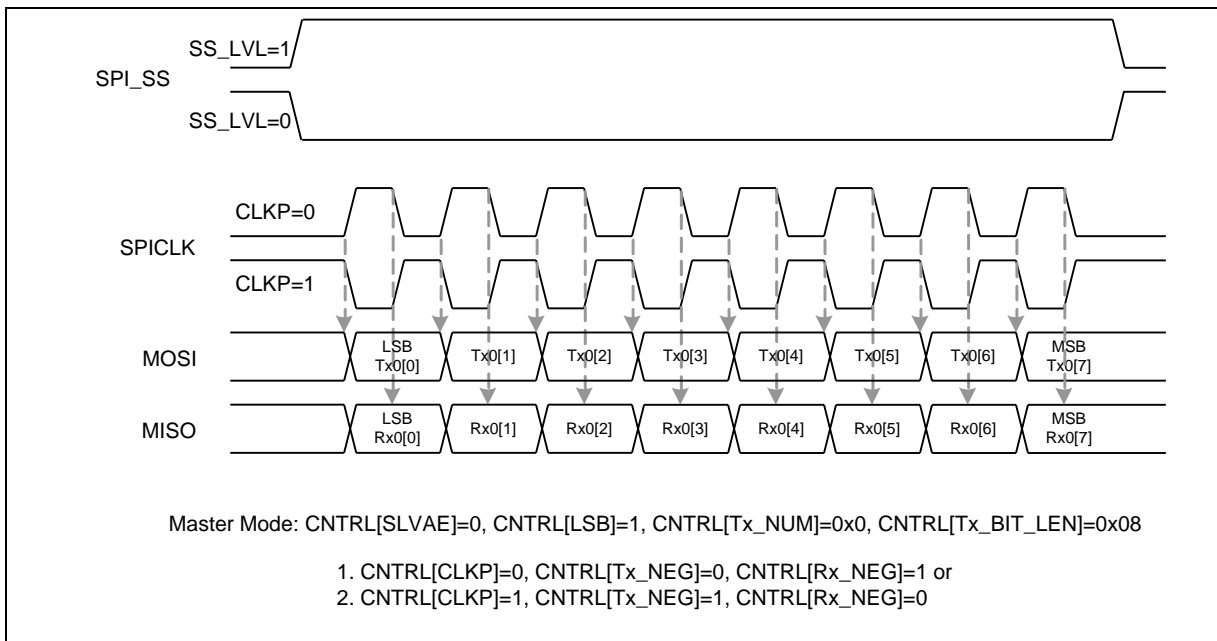 SS_LVL=1
SPI_SS
SS_LVL=0
CLKP=0
SPICLK
CLKP=1
MOSI
LSB
Tx0[0]
Tx0[1]
Tx0[2]
Tx0[3]
Tx0[4]
Tx0[5]
Tx0[6]
MSB
Tx0[7]
MISO
LSB
Rx0[0]
Rx0[1]
Rx0[2]
Rx0[3]
Rx0[4]
Rx0[5]
Rx0[6]
MSB
Rx0[7]
Master Mode: CNTRL[SLVAE]=0, CNTRL[LSB]=1, CNTRL[Tx_NUM]=0x0, CNTRL[Tx_BIT_LEN]=0x08
1. CNTRL[CLKP]=0, CNTRL[Tx_NEG]=0, CNTRL[Rx_NEG]=1 or
2. CNTRL[CLKP]=1, CNTRL[Tx_NEG]=1, CNTRL[Rx_NEG]=0